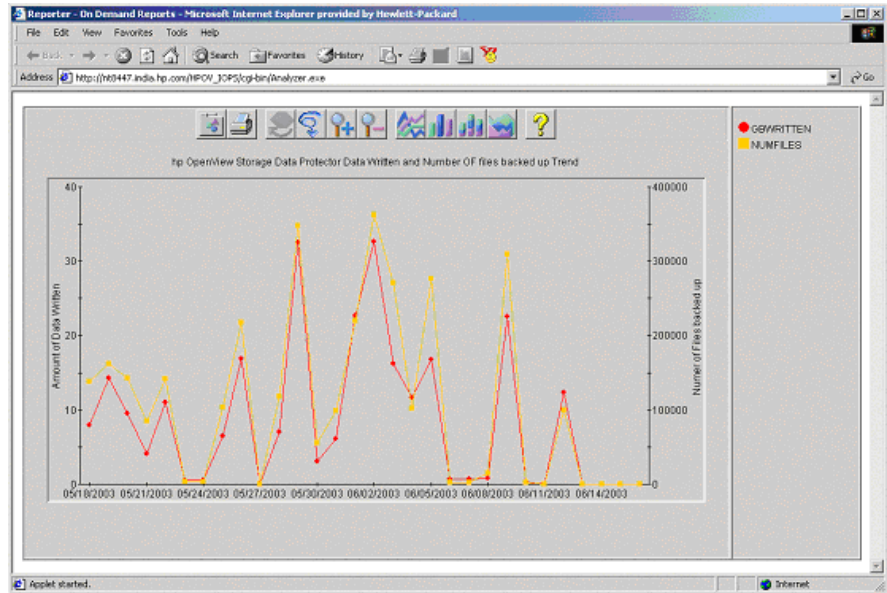 Reporter - On Demand Reports - Microsoft Internet Explorer provided by Hewlett-Packard
File Edit View Favorites Tools Help
Back Search Favorites History
Address http://nt0447.india.hp.com/HPOV_IOPS/cgi-bin/Analyzer.exe Go
GBWRITTEN
NUMFILES
hp OpenView Storage Data Protector Data Written and Number OF files backed up Trend
40 400000
30 300000
20 200000
10 100000
0 0
Amount of Data Written
Numer of Files backed up
05/18/2003 05/21/2003 05/24/2003 05/27/2003 05/30/2003 06/02/2003 06/05/2003 06/08/2003 06/11/2003 06/14/2003
Applet started. Internet